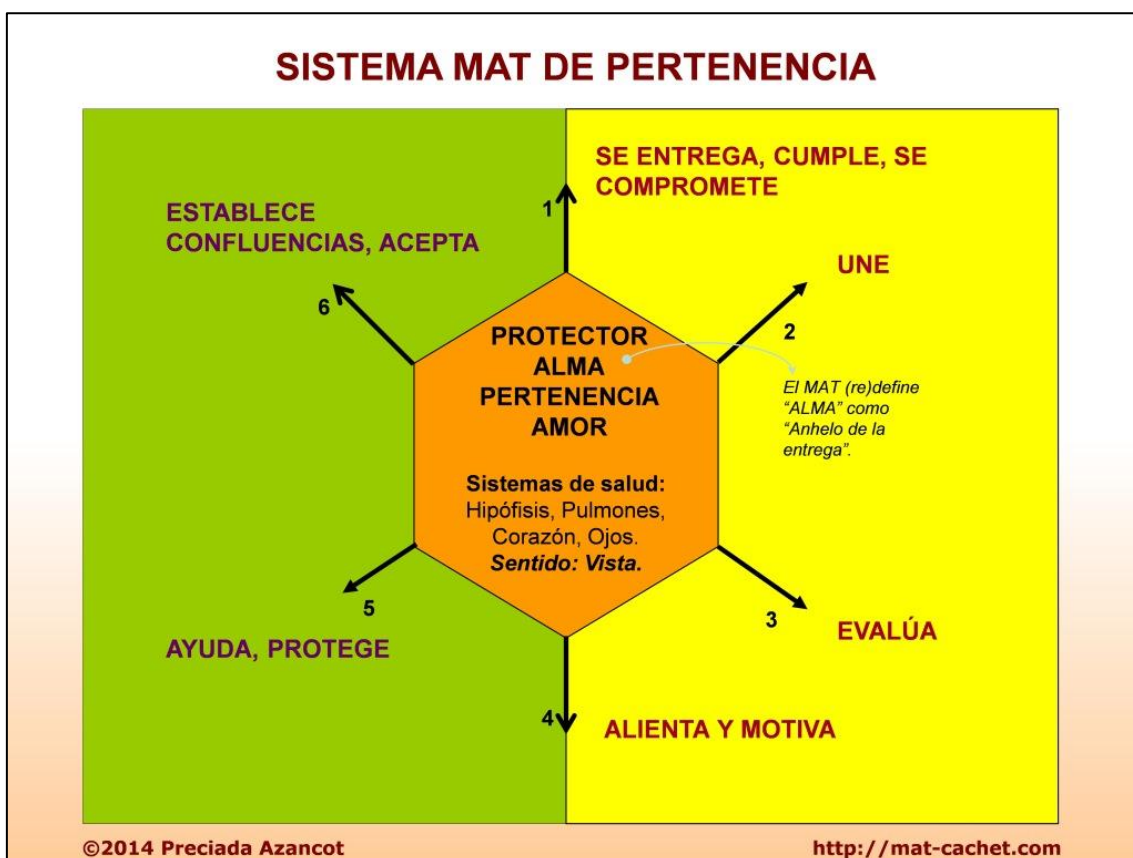 SISTEMA MAT DE PERTENENCIA
SE ENTREGA, CUMPLE, SE
COMPROMETE
1
UNE
2
El MAT (re)define
“ALMA” como
“Anhelo de la
entrega”.
EVALÚA
3
ALIENTA Y MOTIVA
4
AYUDA, PROTEGE
5
ESTABLECE
CONFLUENCIAS, ACEPTA
6
PROTECTOR
ALMA
PERTENENCIA
AMOR
Sistemas de salud:
Hipófisis, Pulmones,
Corazón, Ojos.
Sentido: Vista.
©2014 Preciada Azancot
http://mat-cachet.com